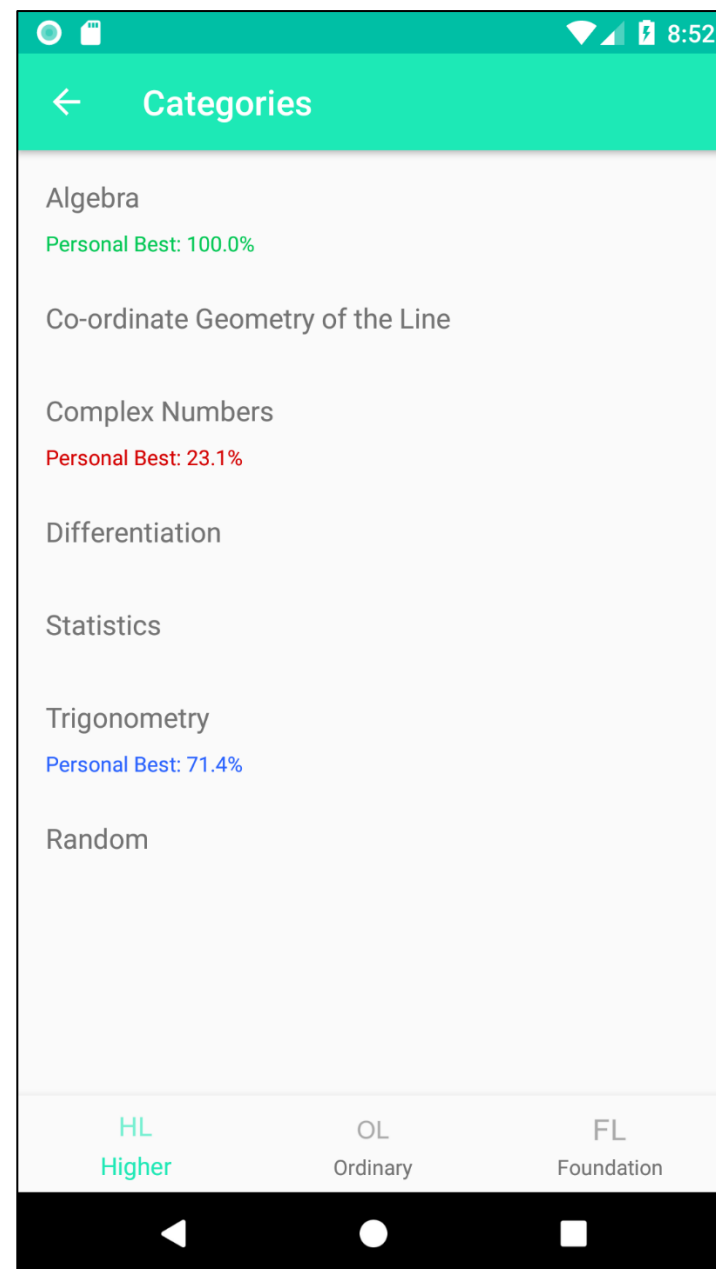 8:52
Categories
Algebra
Personal Best: 100.0%
Co-ordinate Geometry of the Line
Complex Numbers
Personal Best: 23.1%
Differentiation
Statistics
Trigonometry
Personal Best: 71.4%
Random
HL OL FL
Higher Ordinary Foundation